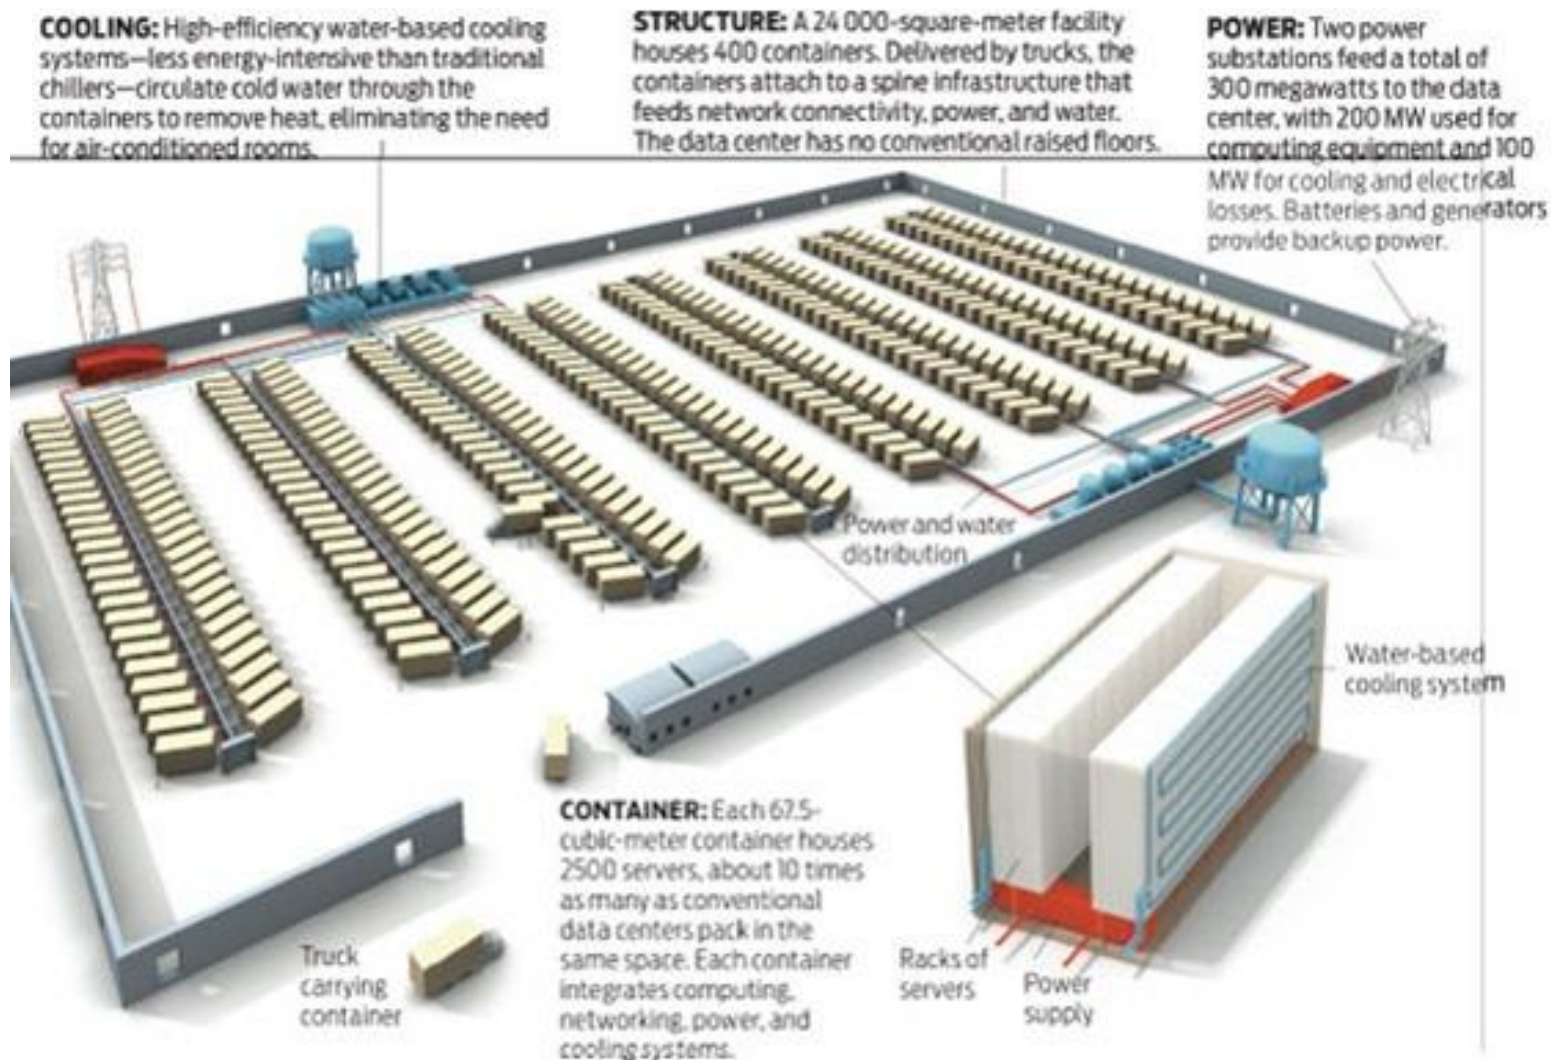 COOLING: High-efficiency water-based cooling
systems—less energy-intensive than traditional
chillers—circulate cold water through the
containers to remove heat, eliminating the need
for air-conditioned rooms.
STRUCTURE: A 24 000-square-meter facility
houses 400 containers. Delivered by trucks, the
containers attach to a spine infrastructure that
feeds network connectivity, power, and water.
The data center has no conventional raised floors.
POWER: Two power
substations feed a total of
300 megawatts to the data
center, with 200 MW used for
computing equipment and 100
MW for cooling and electrical
losses. Batteries and generators
provide backup power.
Power and water
distribution
Water-based
cooling system
CONTAINER: Each 67.5-
cubic-meter container houses
2500 servers, about 10 times
as many as conventional
data centers pack in the
same space. Each container
integrates computing,
networking, power, and
cooling systems.
Truck
carrying
container
Racks of
servers
Power
supply